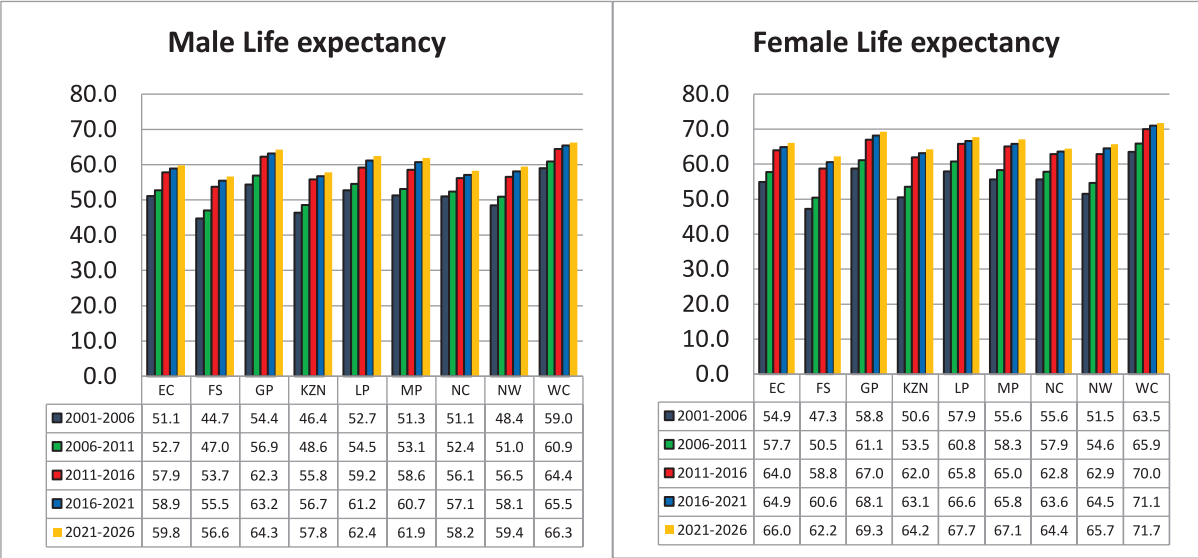 Male Life expectancy
80.0
70.0
60.0
50.0
40.0
30.0
20.0
10.0
0.0
EC FS GP KZN LP MP NC NW WC
2001-2006 51.1 44.7 54.4 46.4 52.7 51.3 51.1 48.4 59.0
2006-2011 52.7 47.0 56.9 48.6 54.5 53.1 52.4 51.0 60.9
2011-2016 57.9 53.7 62.3 55.8 59.2 58.6 56.1 56.5 64.4
2016-2021 58.9 55.5 63.2 56.7 61.2 60.7 57.1 58.1 65.5
2021-2026 59.8 56.6 64.3 57.8 62.4 61.9 58.2 59.4 66.3
Female Life expectancy
80.0
70.0
60.0
50.0
40.0
30.0
20.0
10.0
0.0
EC FS GP KZN LP MP NC NW WC
2001-2006 54.9 47.3 58.8 50.6 57.9 55.6 55.6 51.5 63.5
2006-2011 57.7 50.5 61.1 53.5 60.8 58.3 57.9 54.6 65.9
2011-2016 64.0 58.8 67.0 62.0 65.8 65.0 62.8 62.9 70.0
2016-2021 64.9 60.6 68.1 63.1 66.6 65.8 63.6 64.5 71.1
2021-2026 66.0 62.2 69.3 64.2 67.7 67.1 64.4 65.7 71.7